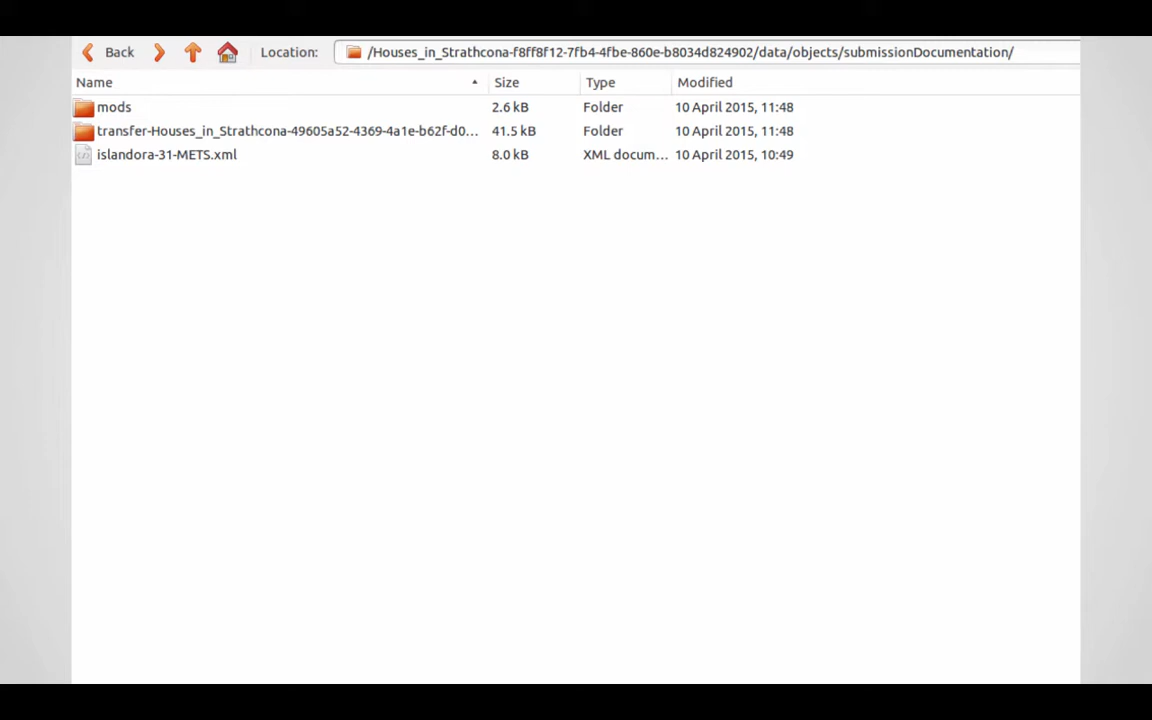 Back Location: /Houses_in_Strathcona-f8ff8f12-7fb4-4fbe-860e-b8034d824902/data/objects/submissionDocumentation/
Name Size Type Modified
mods 2.6 kB Folder 10 April 2015, 11:48
transfer-Houses_in_Strathcona-49605a52-4369-4a1e-b62f-d0... 41.5 kB Folder 10 April 2015, 11:48
islandora-31-METS.xml 8.0 kB XML docum... 10 April 2015, 10:49